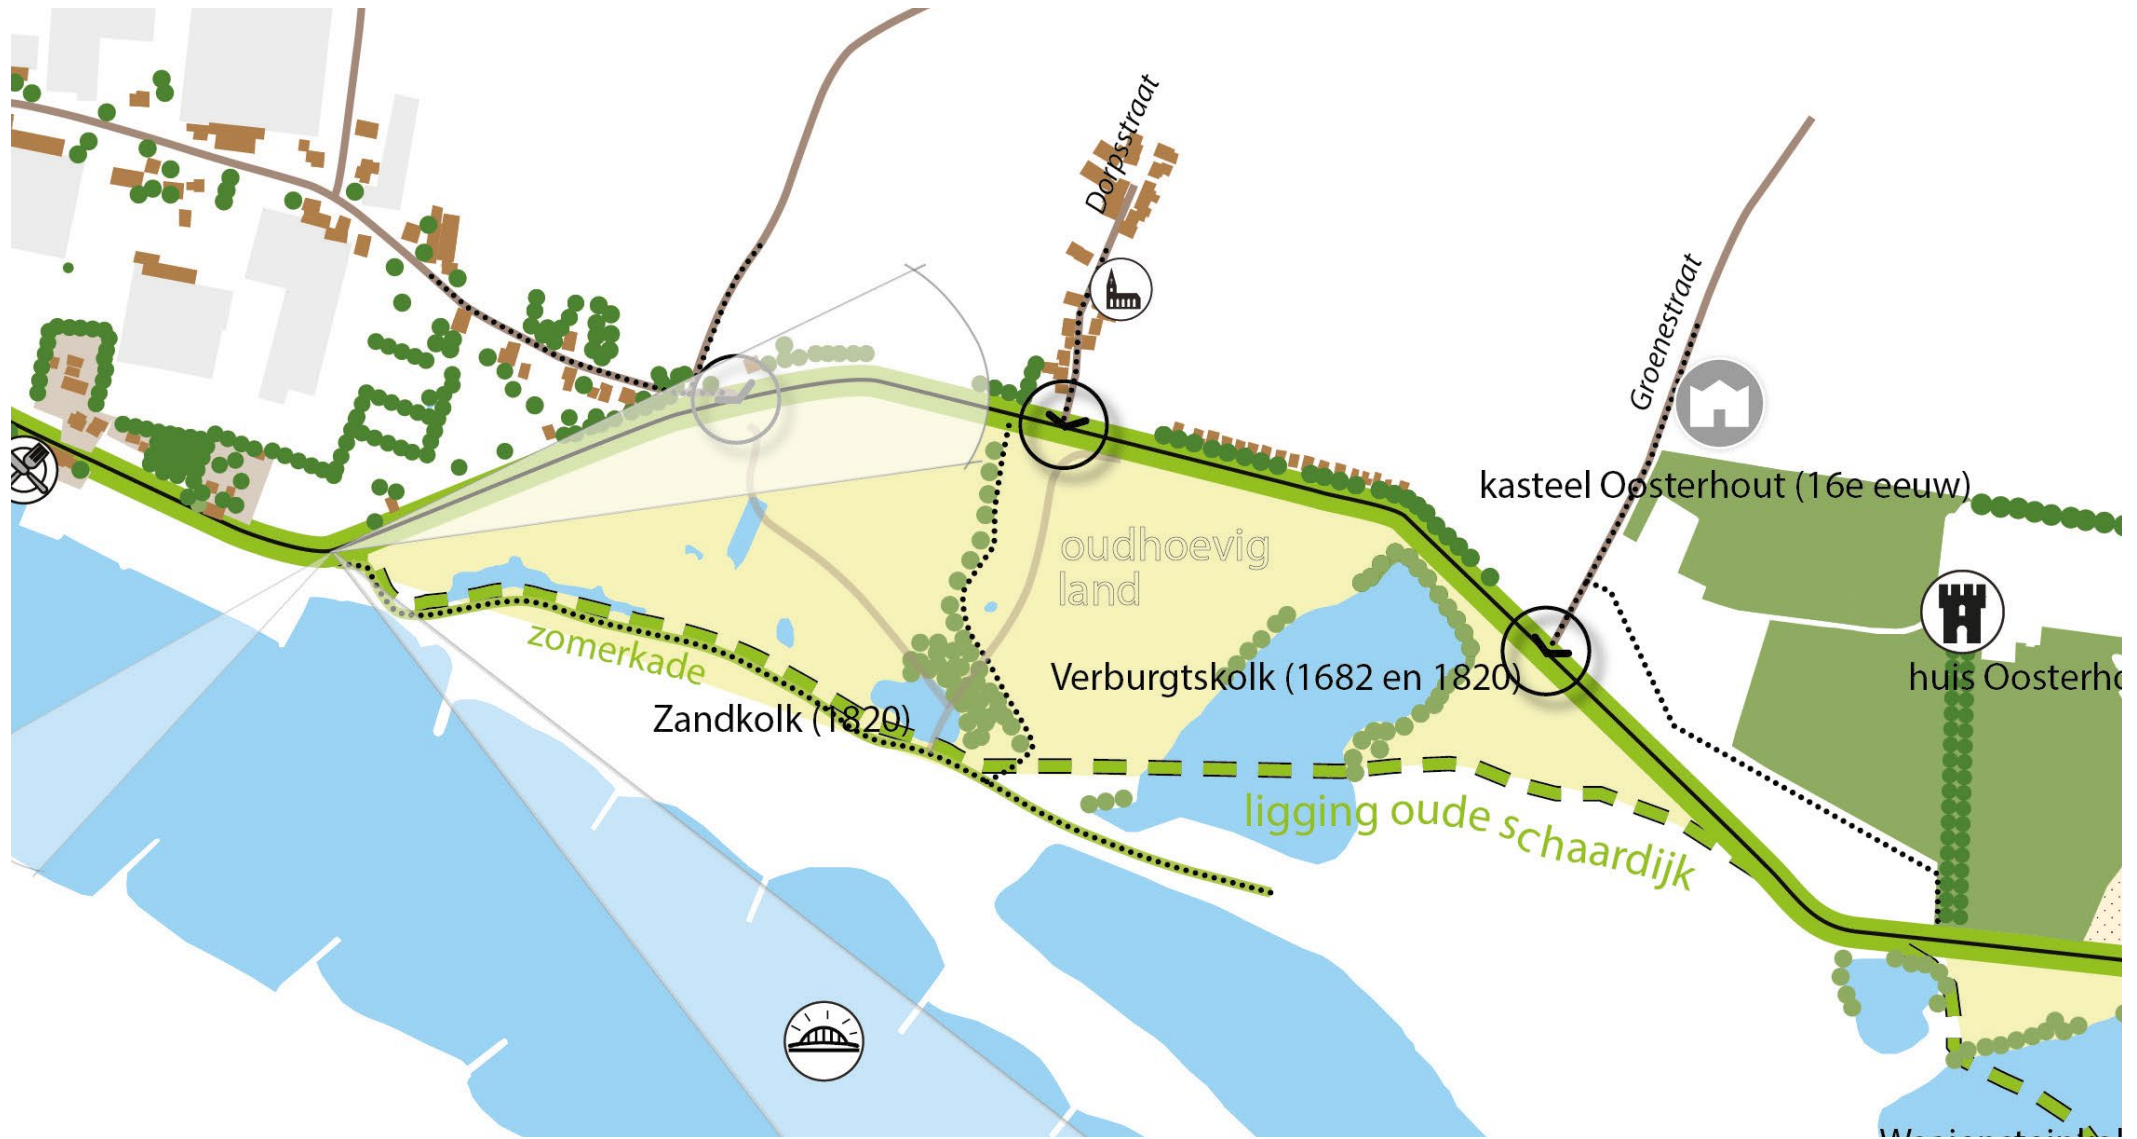 Dorpsstraat
Groenestraat
kasteel Oosterhout (16e eeuw)
oudhoevig
land
zomerkade
Verburgtskolk (1682 en 1820)
huis Oosterho
Zandkolk (1820)
ligging oude schaardijk